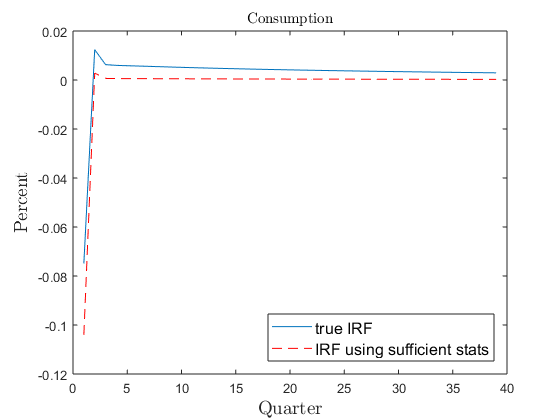 Consumption
0.02
0
-0.02
-0.04
-0.06
-0.08
-0.1
-0.12
Percent
true IRF
IRF using sufficient stats
0 5 10 15 20 25 30 35 40
Quarter